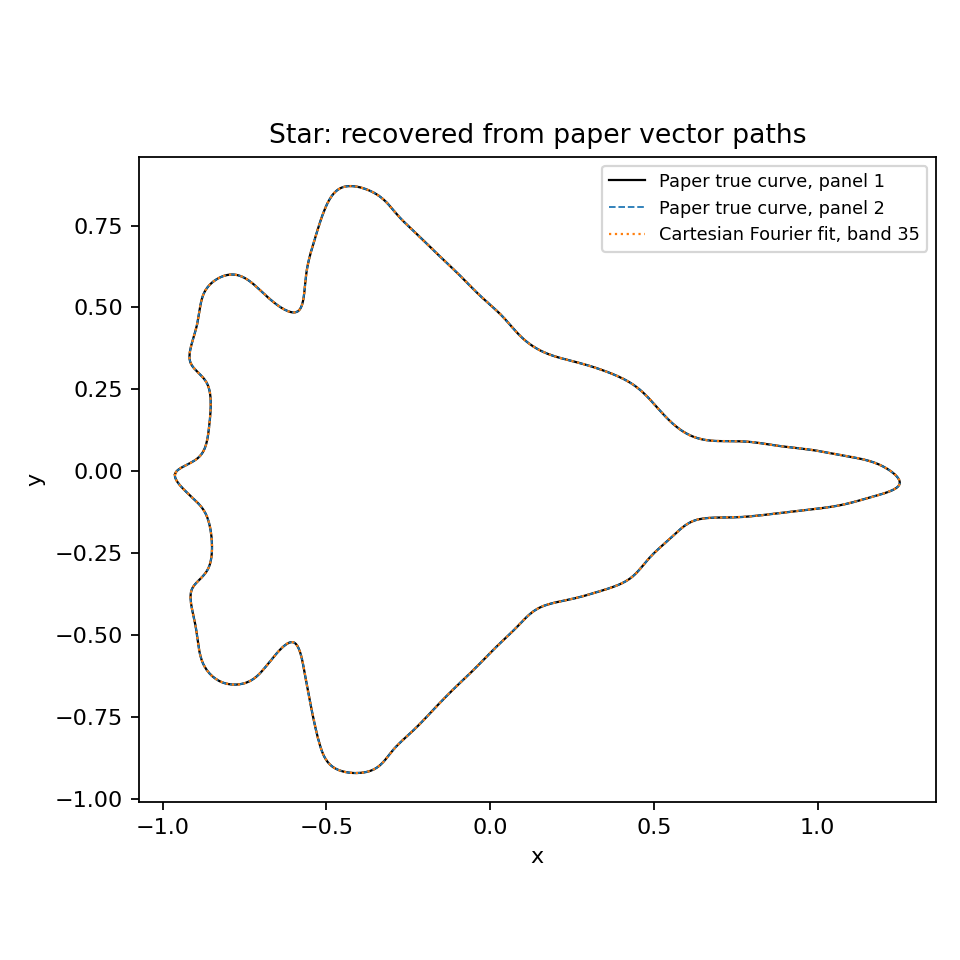 Star: recovered from paper vector paths
Paper true curve, panel 1
Paper true curve, panel 2
Cartesian Fourier fit, band 35
0.75
0.50
0.25
0.00
−0.25
−0.50
−0.75
−1.00
y
−1.0 −0.5 0.0 0.5 1.0
x